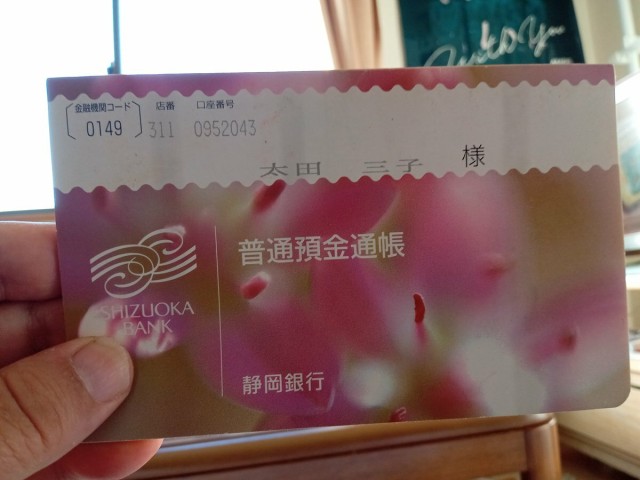 金融機関コード 店番 口座番号
0149 311 0952043
太田 三子 様
普通預金通帳
SHIZUOKA
BANK
静岡銀行